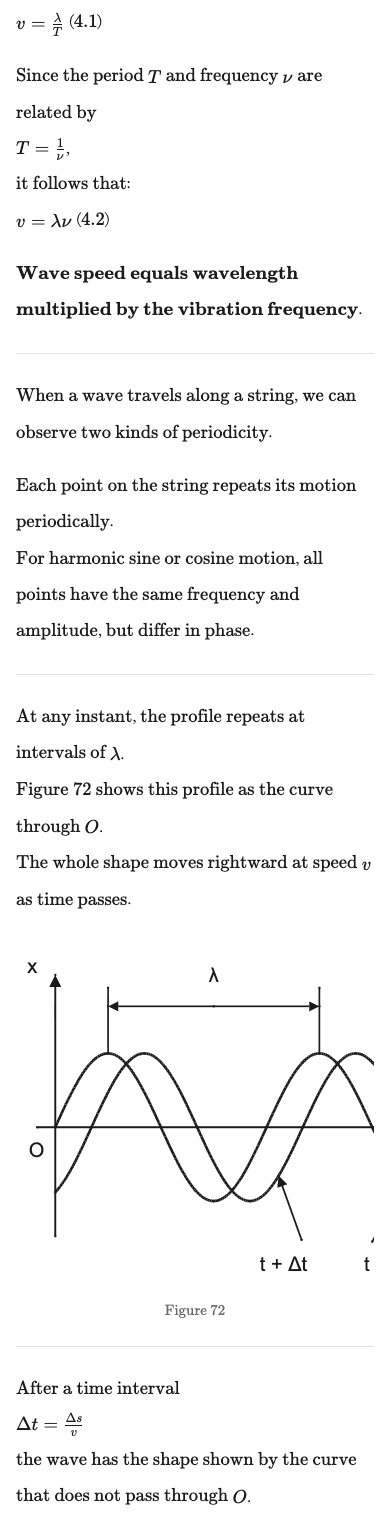 v = λ/T (4.1)
Since the period T and frequency ν are
related by
T = 1/ν,
it follows that:
v = λν (4.2)
Wave speed equals wavelength
multiplied by the vibration frequency.
When a wave travels along a string, we can
observe two kinds of periodicity.
Each point on the string repeats its motion
periodically.
For harmonic sine or cosine motion, all
points have the same frequency and
amplitude, but differ in phase.
At any instant, the profile repeats at
intervals of λ.
Figure 72 shows this profile as the curve
through O.
The whole shape moves rightward at speed v
as time passes.
x
λ
O
t + Δt
t
Figure 72
After a time interval
Δt = Δs/v
the wave has the shape shown by the curve
that does not pass through O.